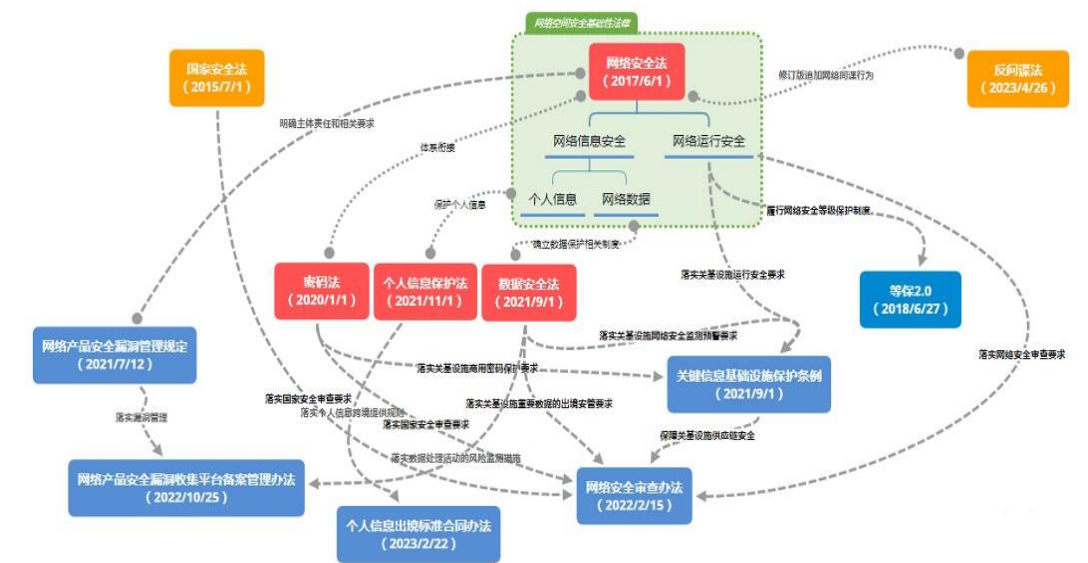 网络空间安全基础性法律
国家安全法
（2015/7/1）
网络安全法
（2017/6/1）
修订版追加网络间谍行为
反间谍法
（2023/4/26）
明确主体责任和相关要求
体系衔接
网络信息安全
网络运行安全
保护个人信息
个人信息
网络数据
履行网络安全等级保护制度
确立数据保护相关制度
密码法
（2020/1/1）
个人信息保护法
（2021/11/1）
数据安全法
（2021/9/1）
落实关基设施运行安全要求
等保2.0
（2018/6/27）
网络产品安全漏洞管理规定
（2021/7/12）
落实关基设施网络安全监测预警要求
落实网络安全审查要求
落实关基设施商用密码保护要求
关键信息基础设施保护条例
（2021/9/1）
落实漏洞管理
落实国家安全审查要求
落实个人信息跨境提供规则
落实国家安全审查要求
落实关基设施重要数据的出境安管要求
保障关基设施供应链安全
落实数据处理活动的风险监测措施
网络产品安全漏洞收集平台备案管理办法
（2022/10/25）
网络安全审查办法
（2022/2/15）
个人信息出境标准合同办法
（2023/2/22）